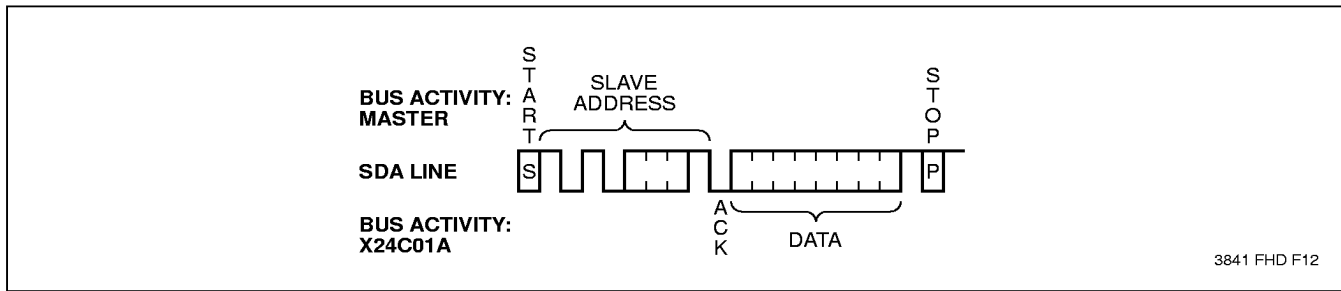 START
BUS ACTIVITY:
MASTER
SLAVE
ADDRESS
STOP
SDA LINE
S
P
BUS ACTIVITY:
X24C01A
ACK
DATA
3841 FHD F12